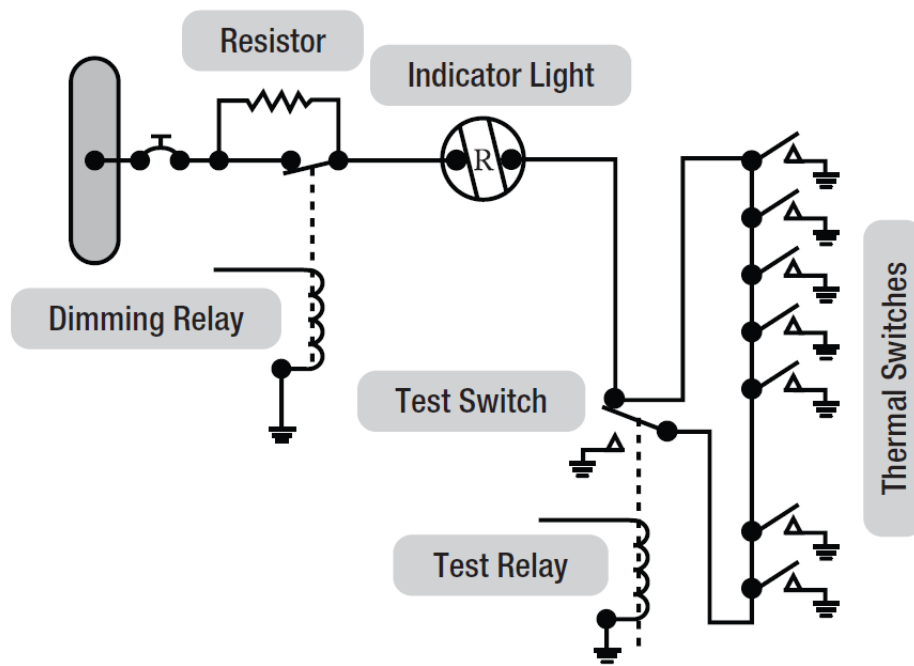 Resistor
Indicator Light
R
Dimming Relay
Test Switch
Thermal Switches
Test Relay